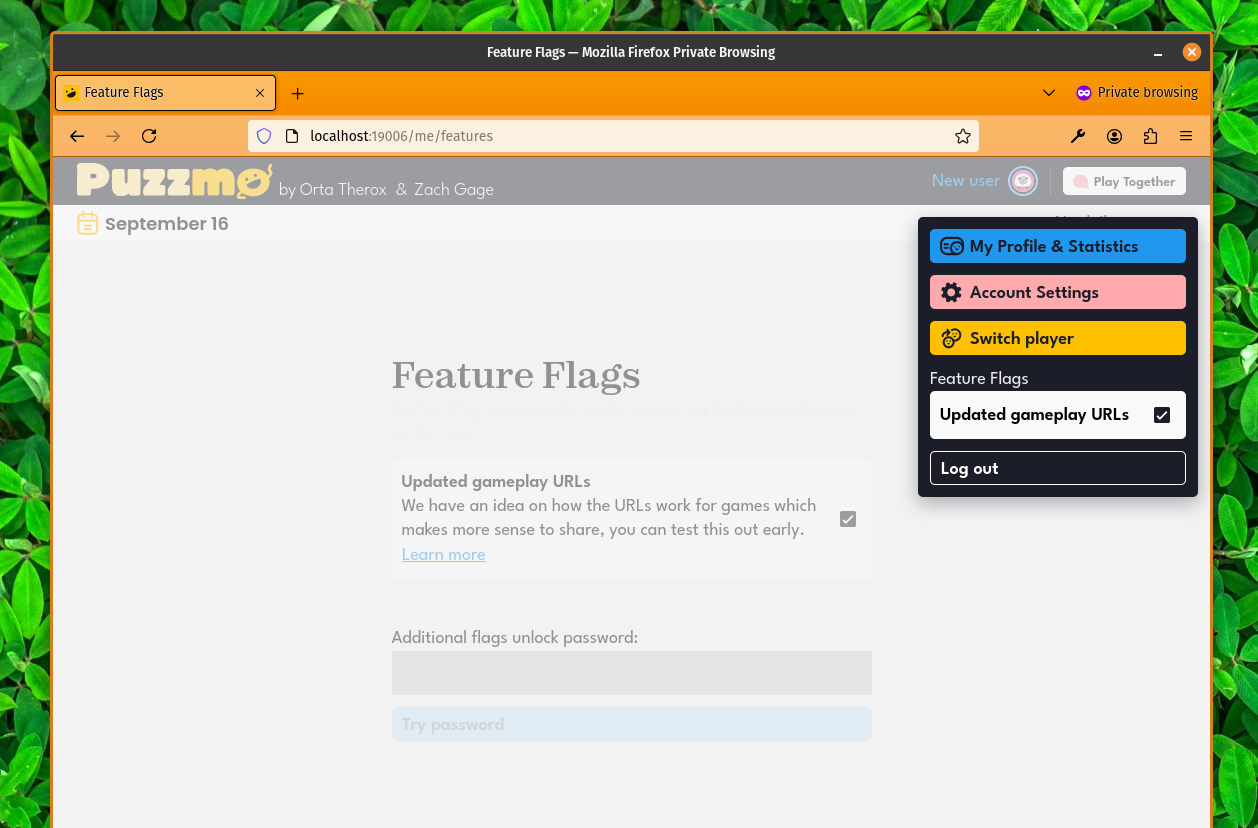 Feature Flags — Mozilla Firefox Private Browsing
Feature Flags
Private browsing
localhost:19006/me/features
Puzzmo by Orta Therox & Zach Gage
New user
Play Together
September 16
My Profile & Statistics
Account Settings
Switch player
Feature Flags
Updated gameplay URLs
Log out
Feature Flags
Updated gameplay URLs
We have an idea on how the URLs work for games which
makes more sense to share, you can test this out early.
Learn more
Additional flags unlock password:
Try password